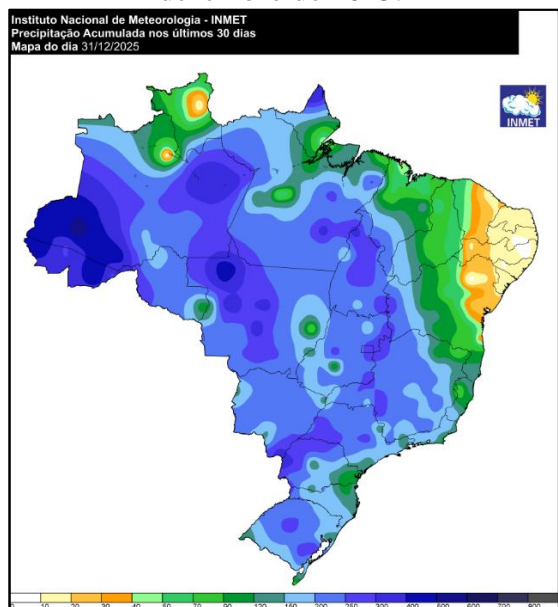 Instituto Nacional de Meteorologia - INMET
Precipitação Acumulada nos últimos 30 dias
Mapa do dia 31/12/2025
INMET
0 10 20 30 40 50 70 90 120 150 200 250 300 400 500 600 700 800